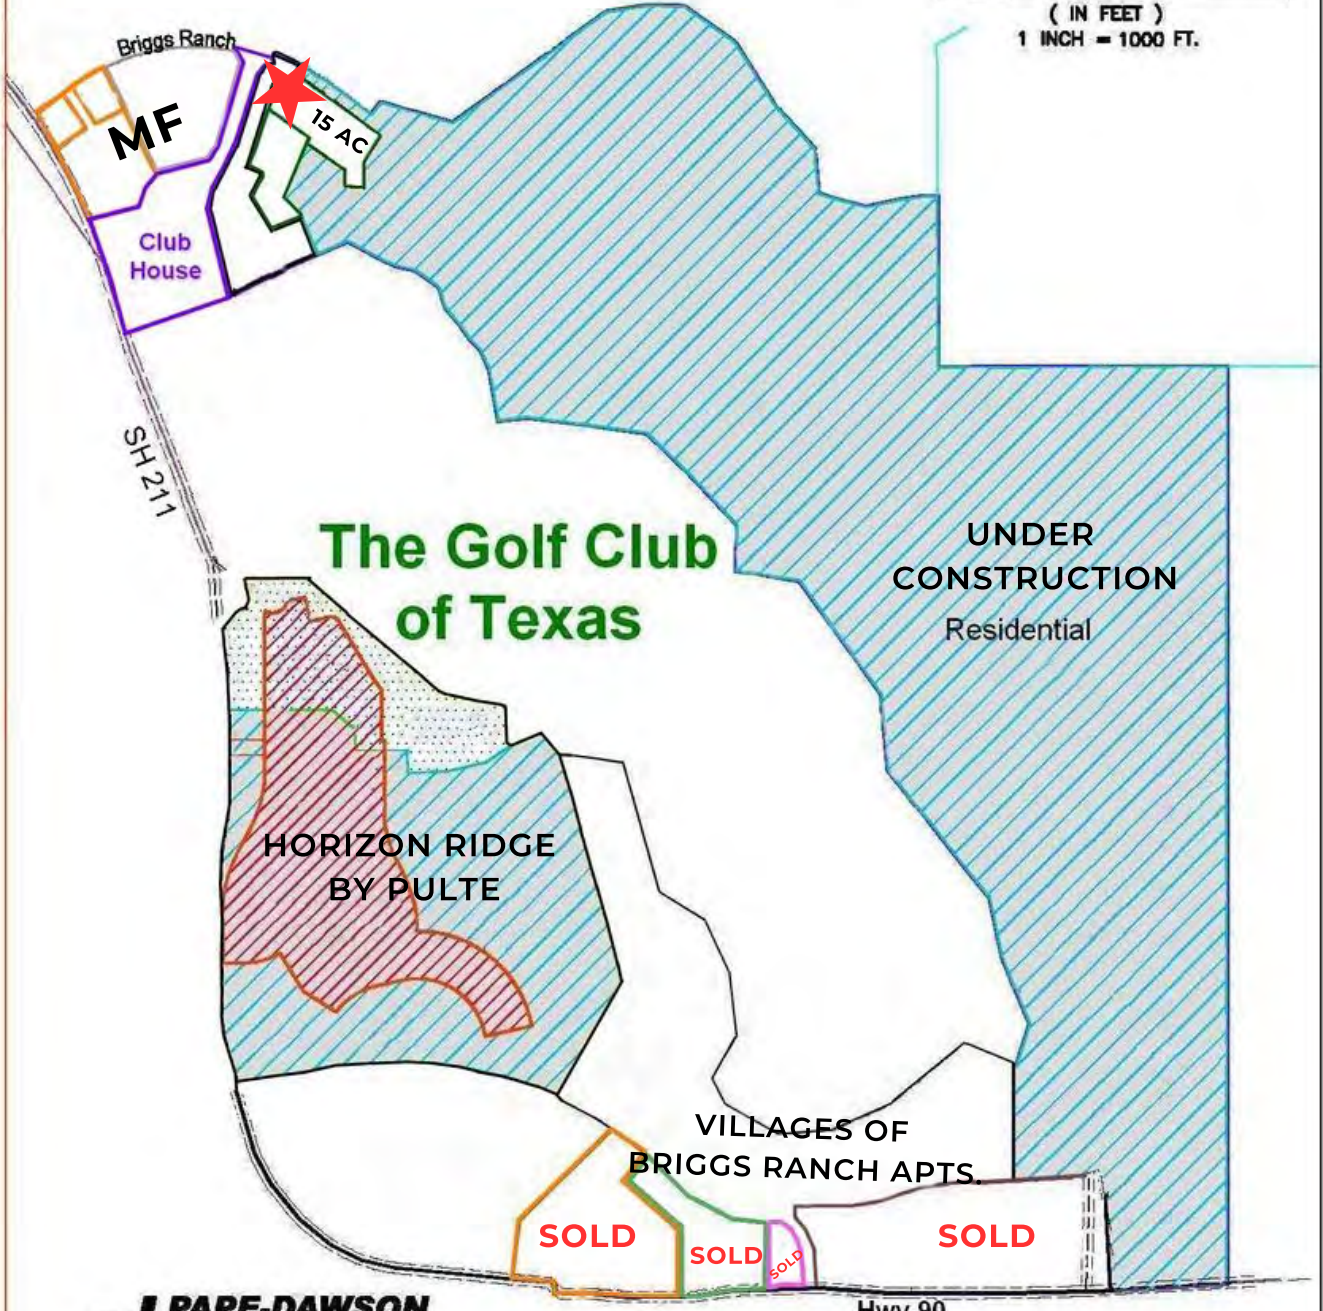 ( IN FEET )
1 INCH = 1000 FT.
Briggs Ranch
MF
15 AC
Club
House
SH 211
The Golf Club
of Texas
UNDER
CONSTRUCTION
Residential
HORIZON RIDGE
BY PULTE
VILLAGES OF
BRIGGS RANCH APTS.
SOLD
SOLD
SOLD
SOLD
PAPE-DAWSON
Hwy 90